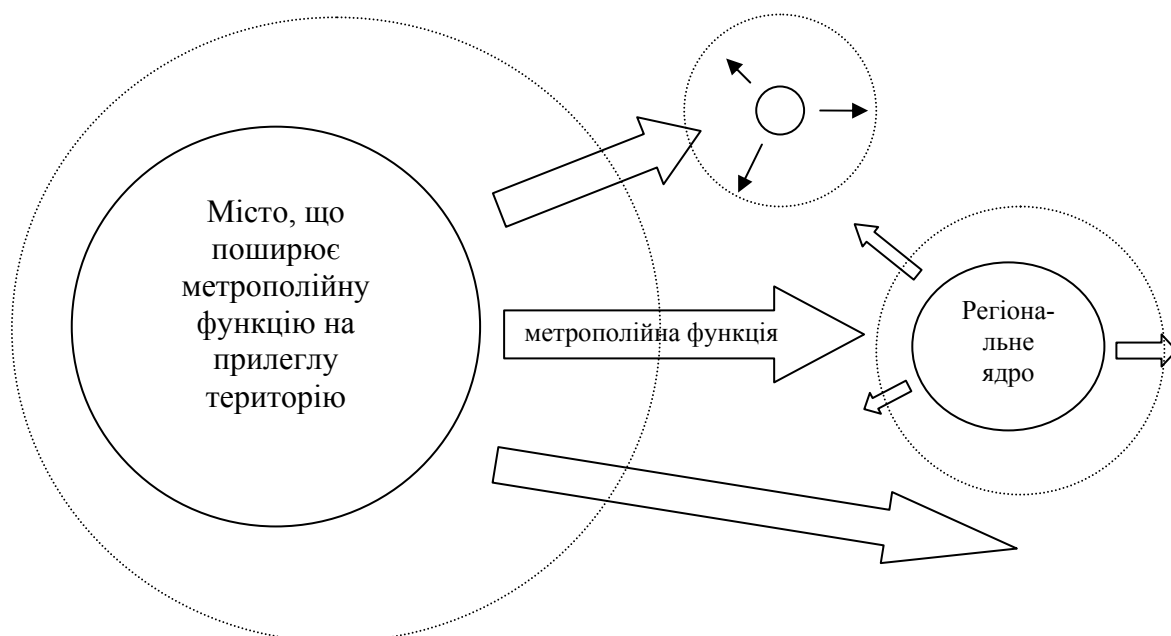 Місто, що
поширює
метрополійну
функцію на
прилеглу
територію
метрополійна функція
Регіона-
льне
ядро